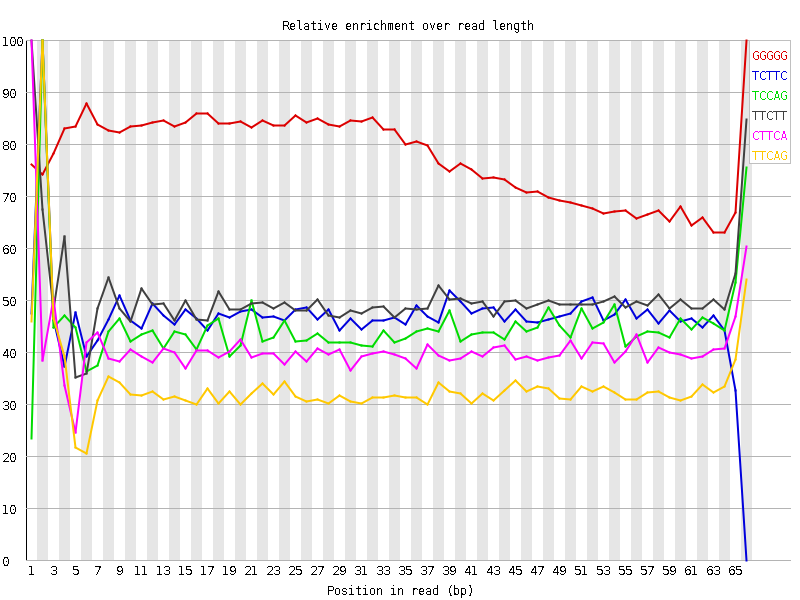 Relative enrichment over read length
100
90
80
70
60
50
40
30
20
10
0
GGGGG
TCTTC
TCCAG
TTCTT
CTTCA
TTCAG
1 3 5 7 9 11 13 15 17 19 21 23 25 27 29 31 33 35 37 39 41 43 45 47 49 51 53 55 57 59 61 63 65
Position in read (bp)